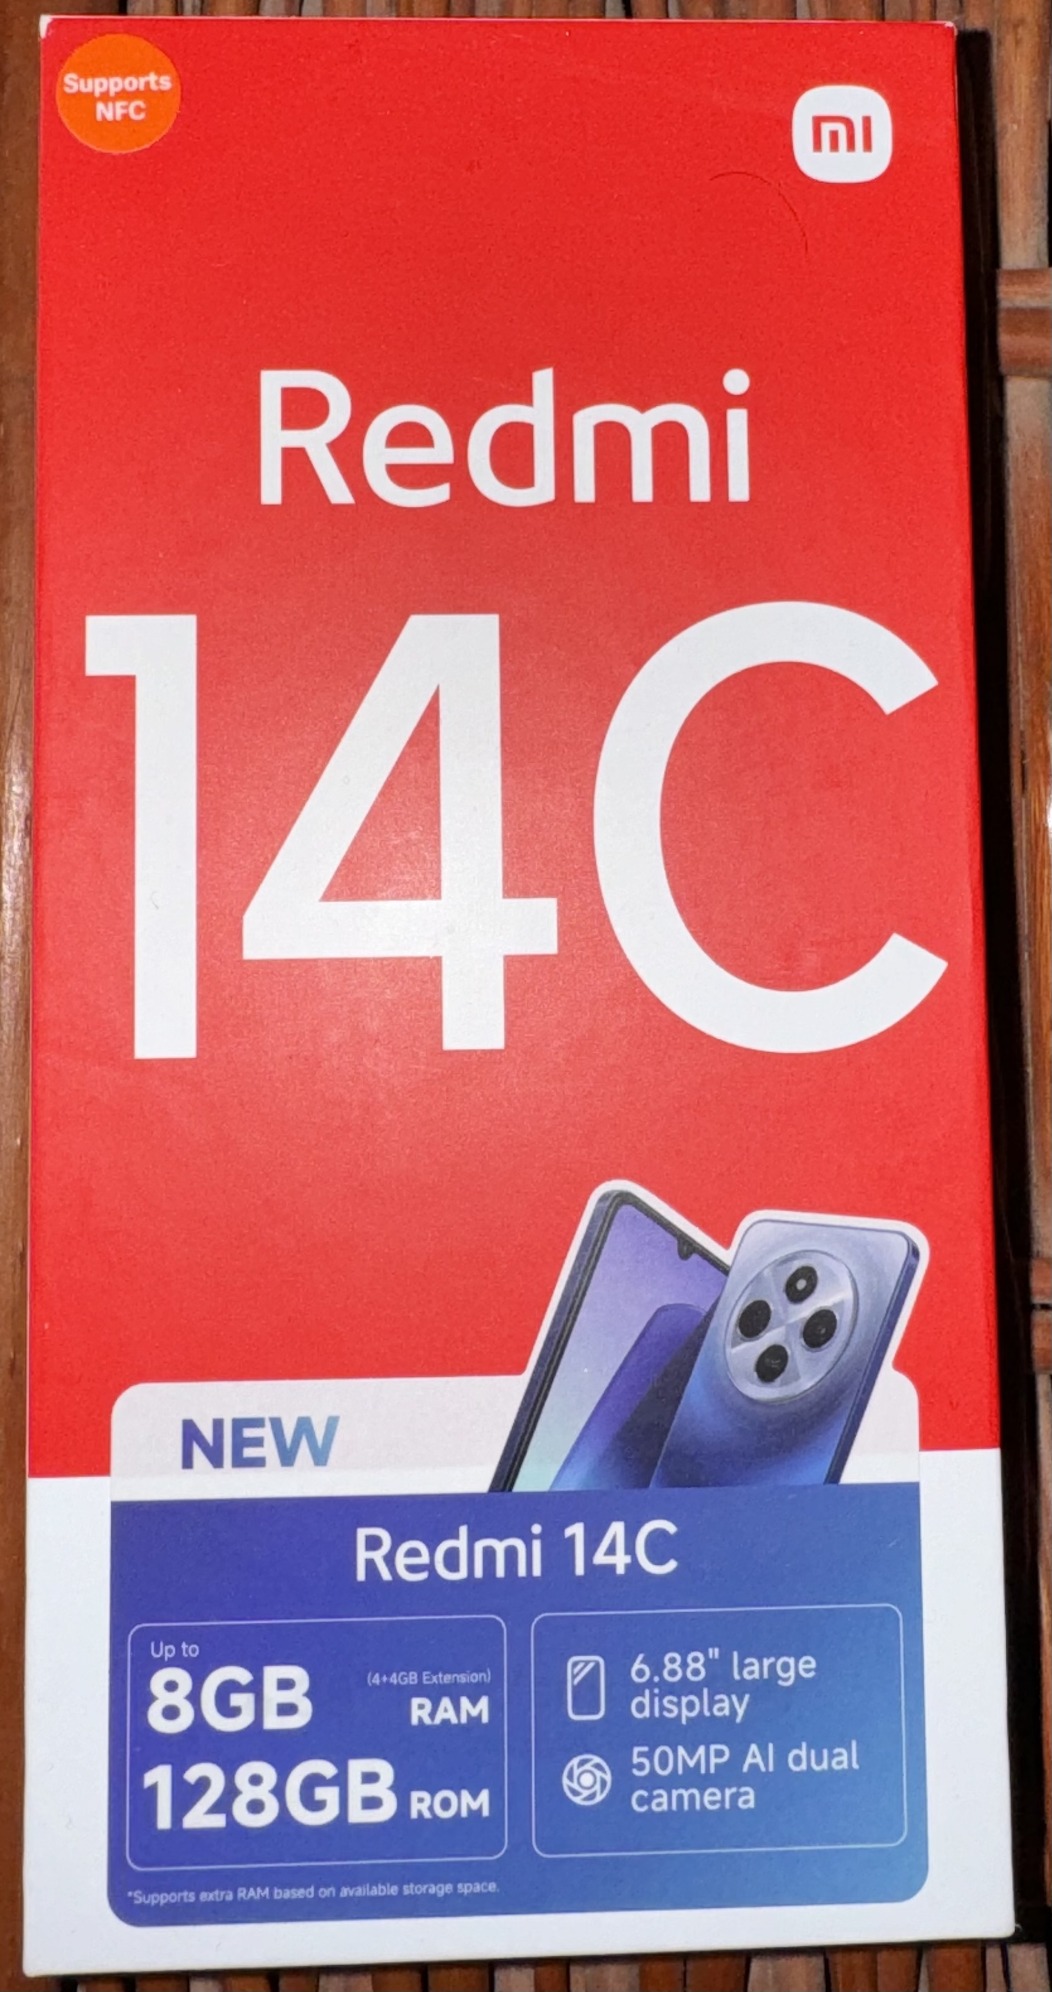 Supports
NFC
mi
Redmi
14C
NEW
Redmi 14C
Up to
8GB (4+4GB Extension) RAM
128GB ROM
6.88" large
display
50MP AI dual
camera
*Supports extra RAM based on available storage space.